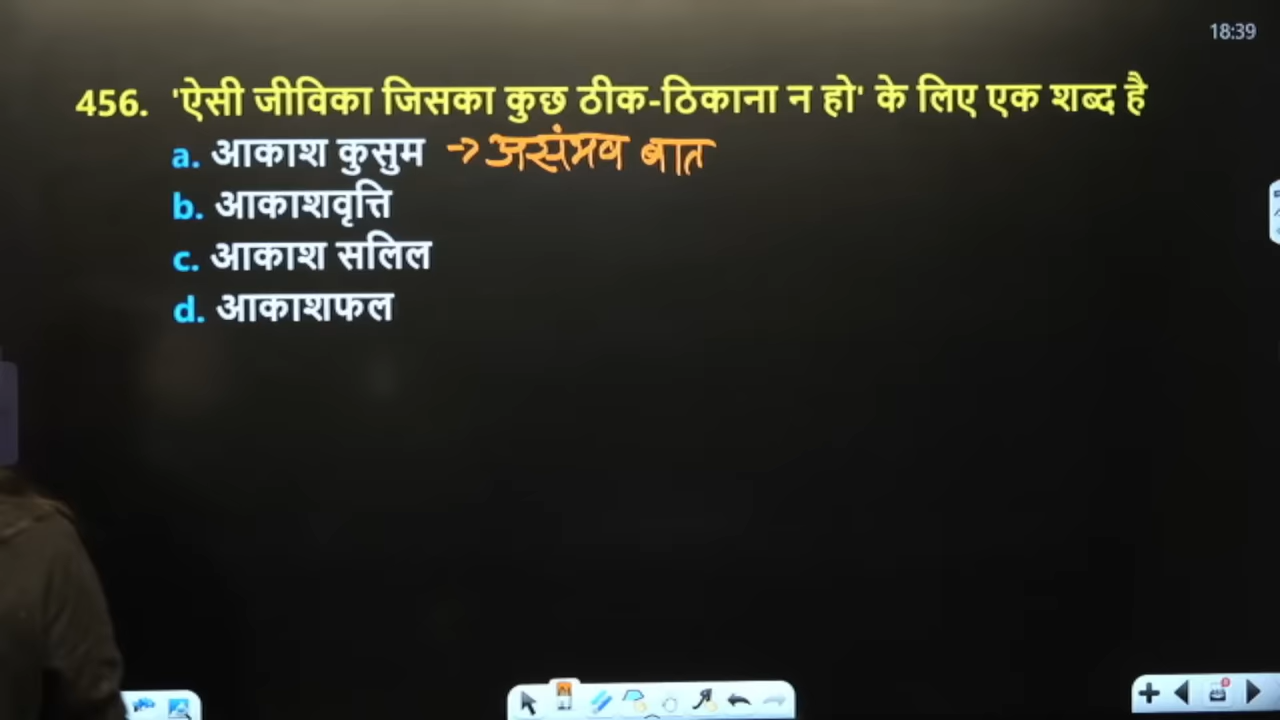 18:39
456. 'ऐसी जीविका जिसका कुछ ठीक-ठिकाना न हो' के लिए एक शब्द है
a. आकाश कुसुम → असंभव बात
b. आकाशवृत्ति
c. आकाश सलिल
d. आकाशफल